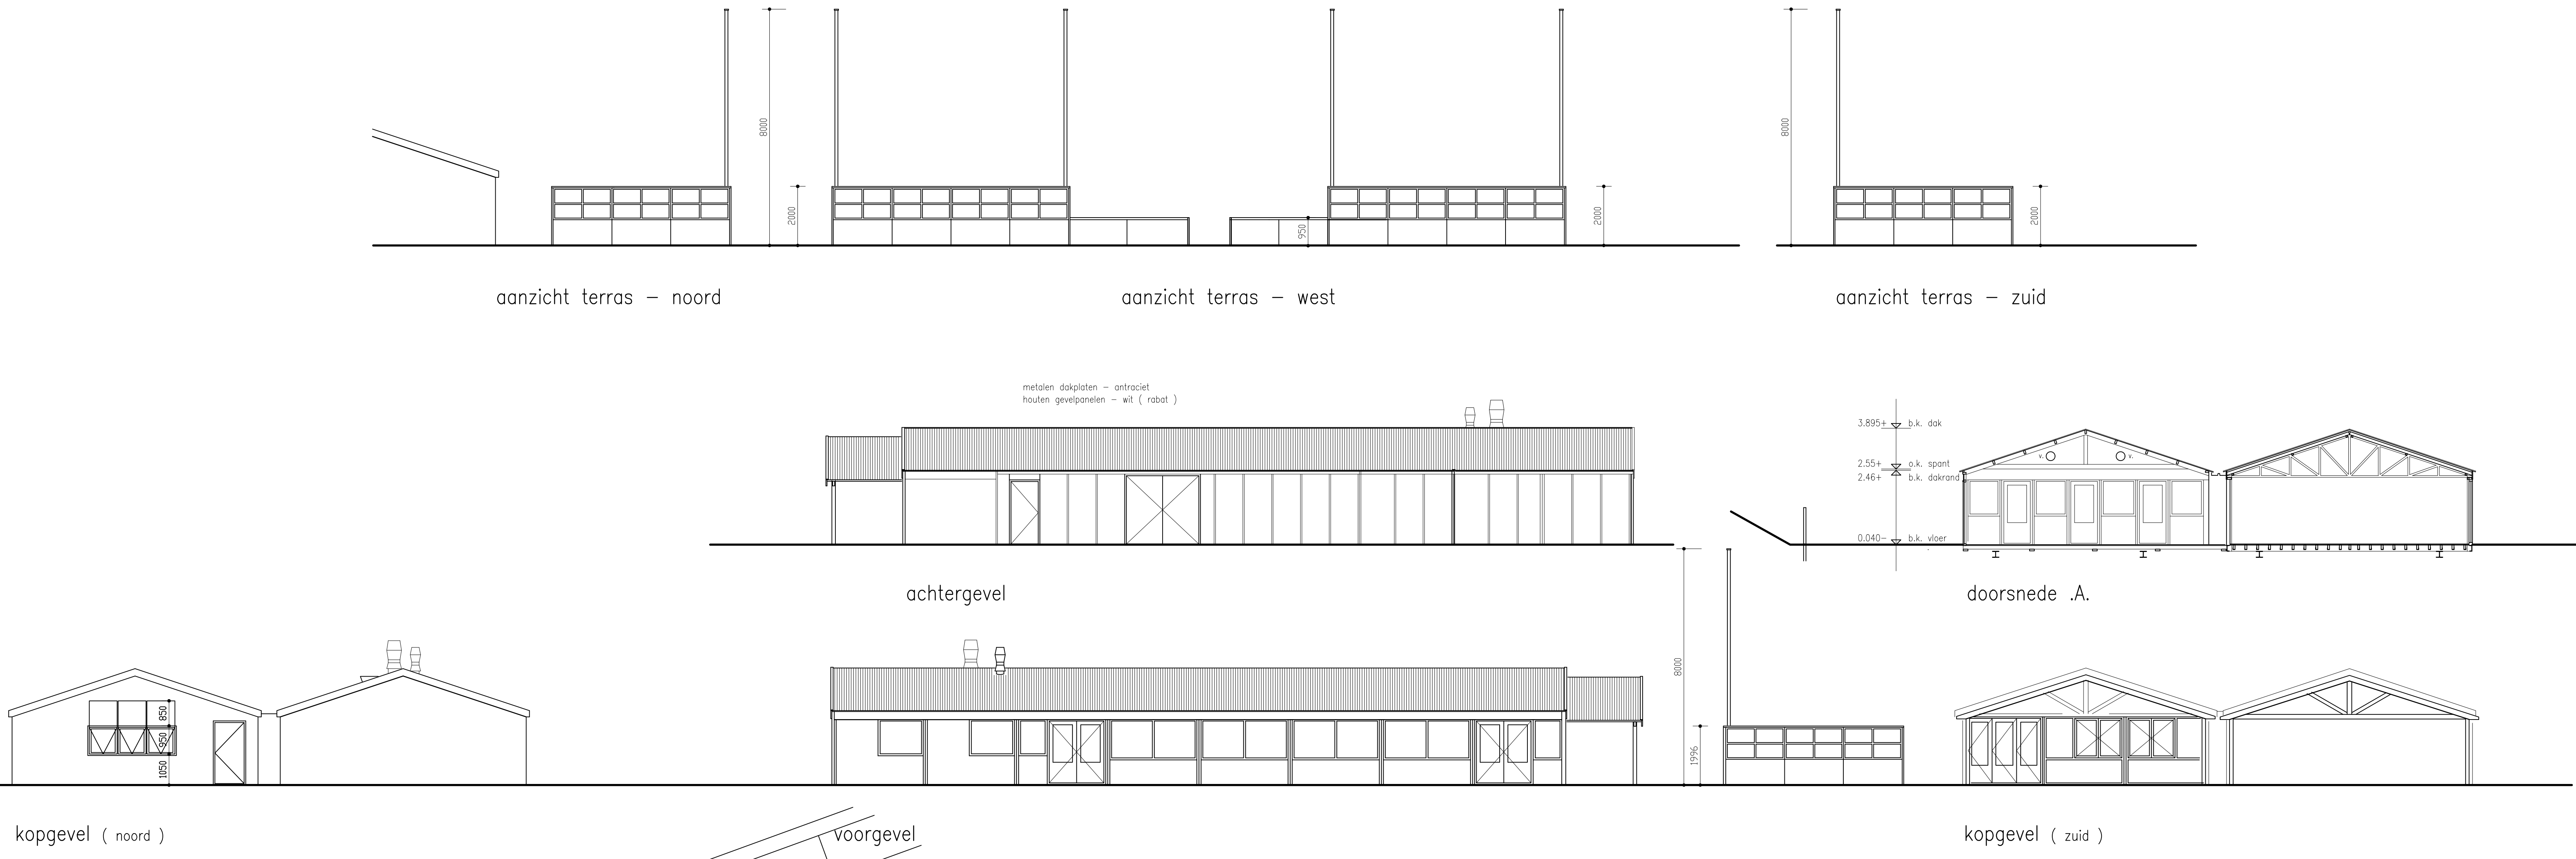 8000
2000
950
2000
8000
2000
aanzicht terras - noord
aanzicht terras - west
aanzicht terras - zuid
metalen dakplaten - antraciet
houten gevelpanelen - wit ( rabat )
3.895+ b.k. dak
2.55+ o.k. spant
2.46+ b.k. dakrand
0.040- b.k. vloer
v.
v.
achtergevel
doorsnede .A.
850
950
1050
8000
1996
kopgevel ( noord )
voorgevel
kopgevel ( zuid )